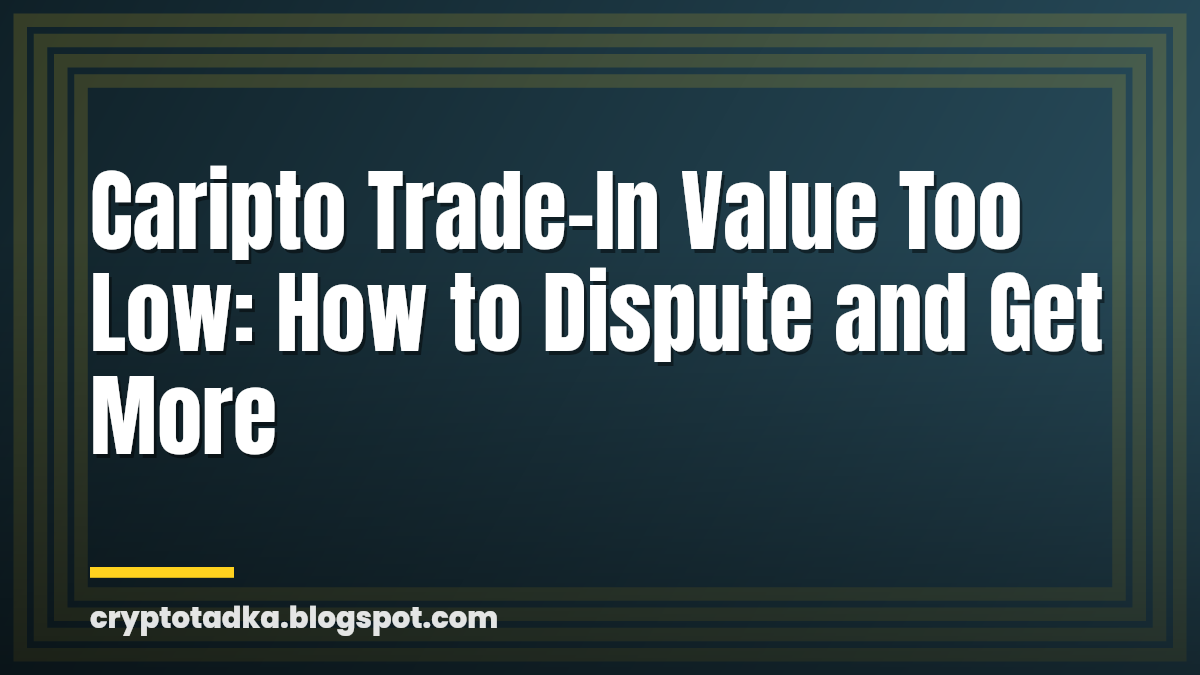 Caripto Trade-In Value Too
Low: How to Dispute and Get
More
cryptotadka.blogspot.com